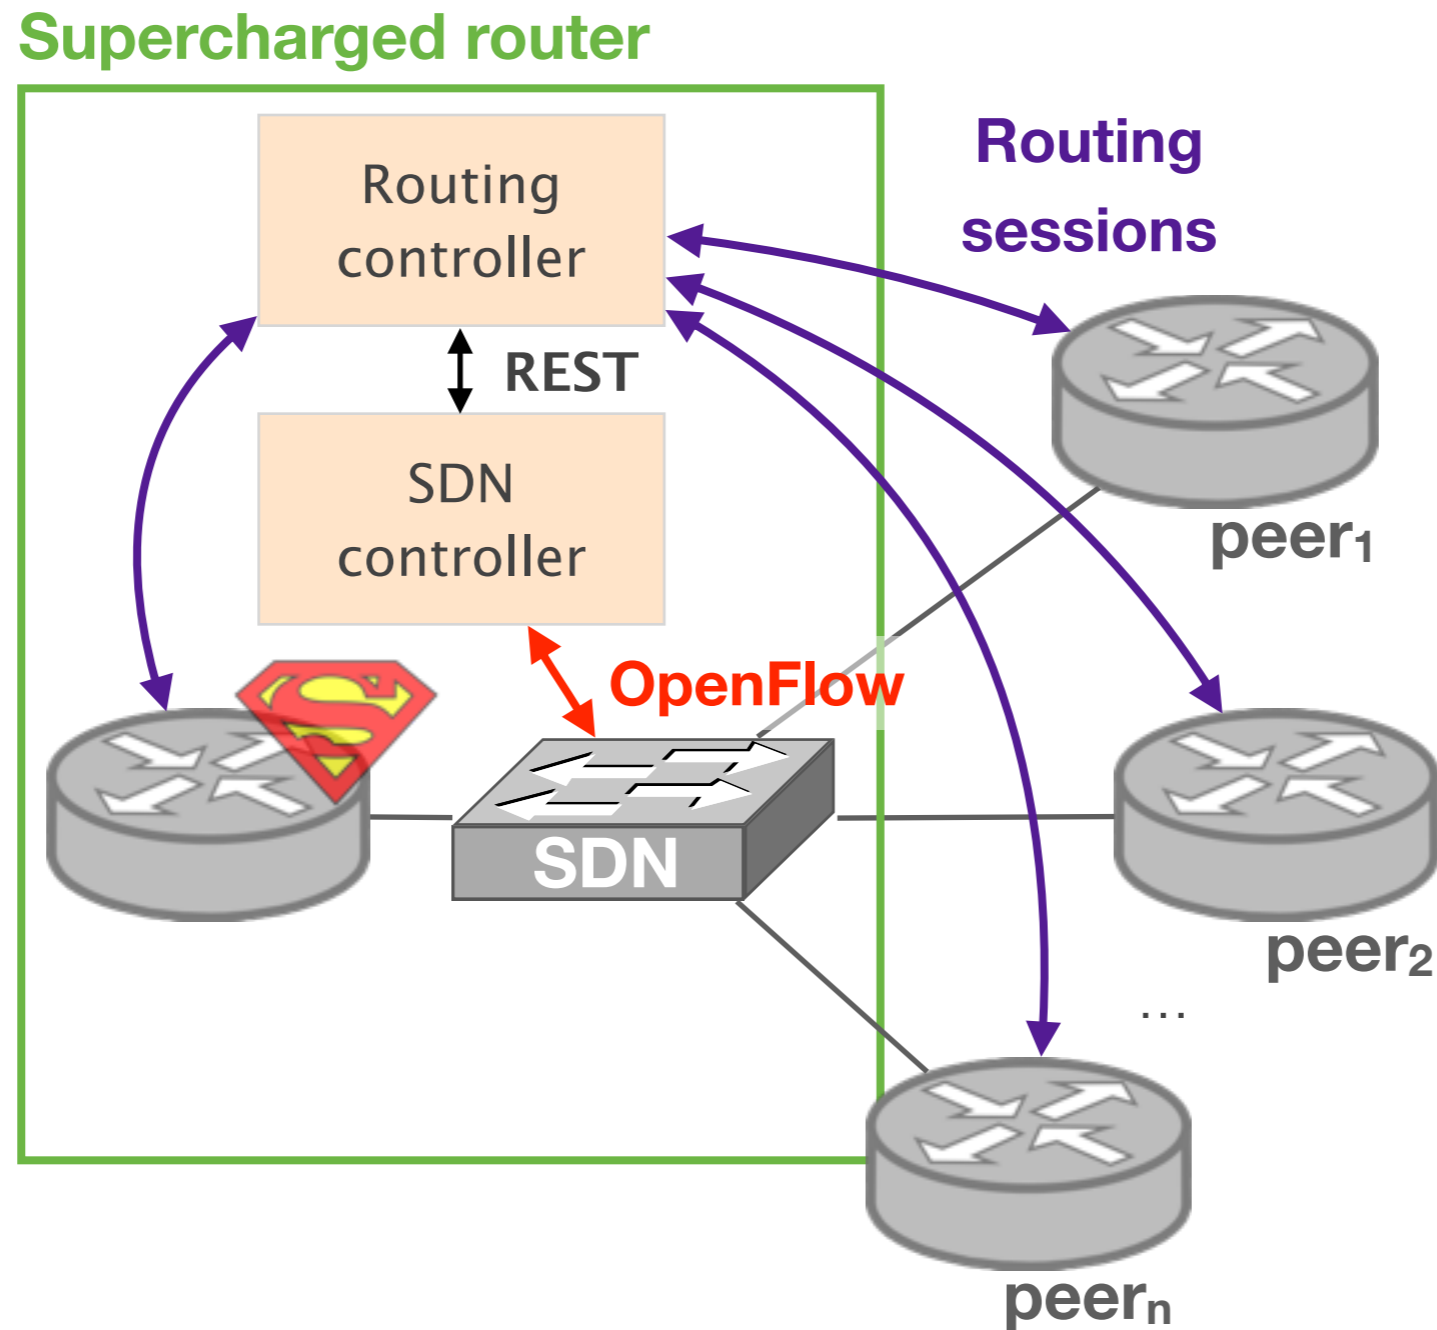 Supercharged router
Routing
controller
Routing
sessions
REST
SDN
controller
peer₁
OpenFlow
S
SDN
peer₂
…
peerₙ